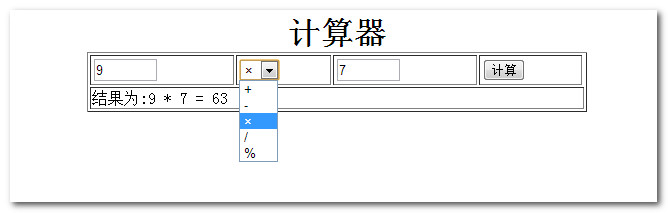 计算器
9 × 7 计算
结果为:9 * 7 = 63
+
-
×
/
%